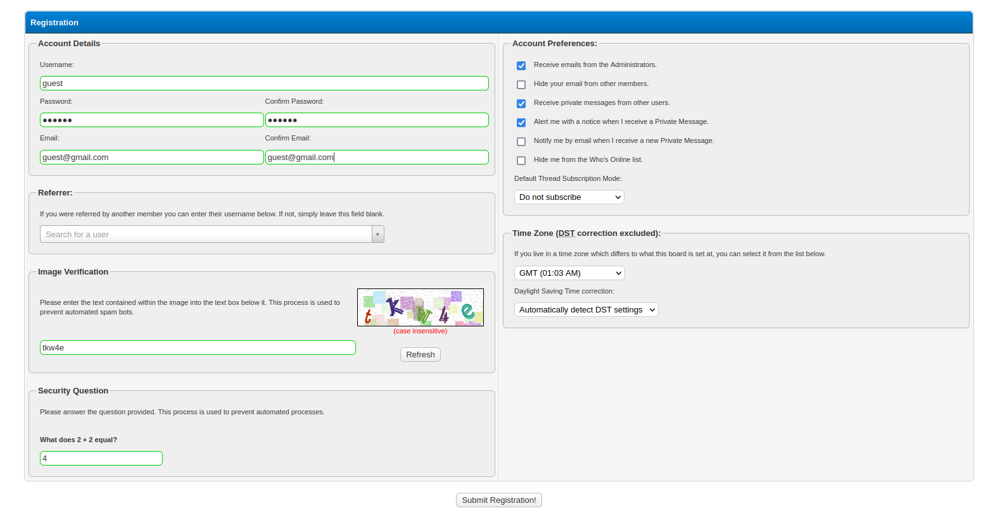 Registration
Account Details
Username:
guest
Password:
Confirm Password:
●●●●●●
●●●●●●
Email:
Confirm Email:
guest@gmail.com
guest@gmail.com
Referrer:
If you were referred by another member you can enter their username below. If not, simply leave this field blank.
Search for a user
Image Verification
Please enter the text contained within the image into the text box below it. This process is used to
prevent automated spam bots.
t k w 4 e
(case insensitive)
tkw4e
Refresh
Security Question
Please answer the question provided. This process is used to prevent automated processes.
What does 2 + 2 equal?
4
Account Preferences:
Receive emails from the Administrators.
Hide your email from other members.
Receive private messages from other users.
Alert me with a notice when I receive a Private Message.
Notify me by email when I receive a new Private Message.
Hide me from the Who's Online list.
Default Thread Subscription Mode:
Do not subscribe
Time Zone (DST correction excluded):
If you live in a time zone which differs to what this board is set at, you can select it from the list below.
GMT (01:03 AM)
Daylight Saving Time correction:
Automatically detect DST settings
Submit Registration!